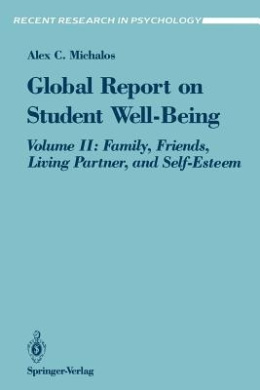 RECENT RESEARCH IN PSYCHOLOGY
Alex C. Michalos
Global Report on
Student Well-Being
Volume II: Family, Friends,
Living Partner, and Self-Esteem
Springer-Verlag